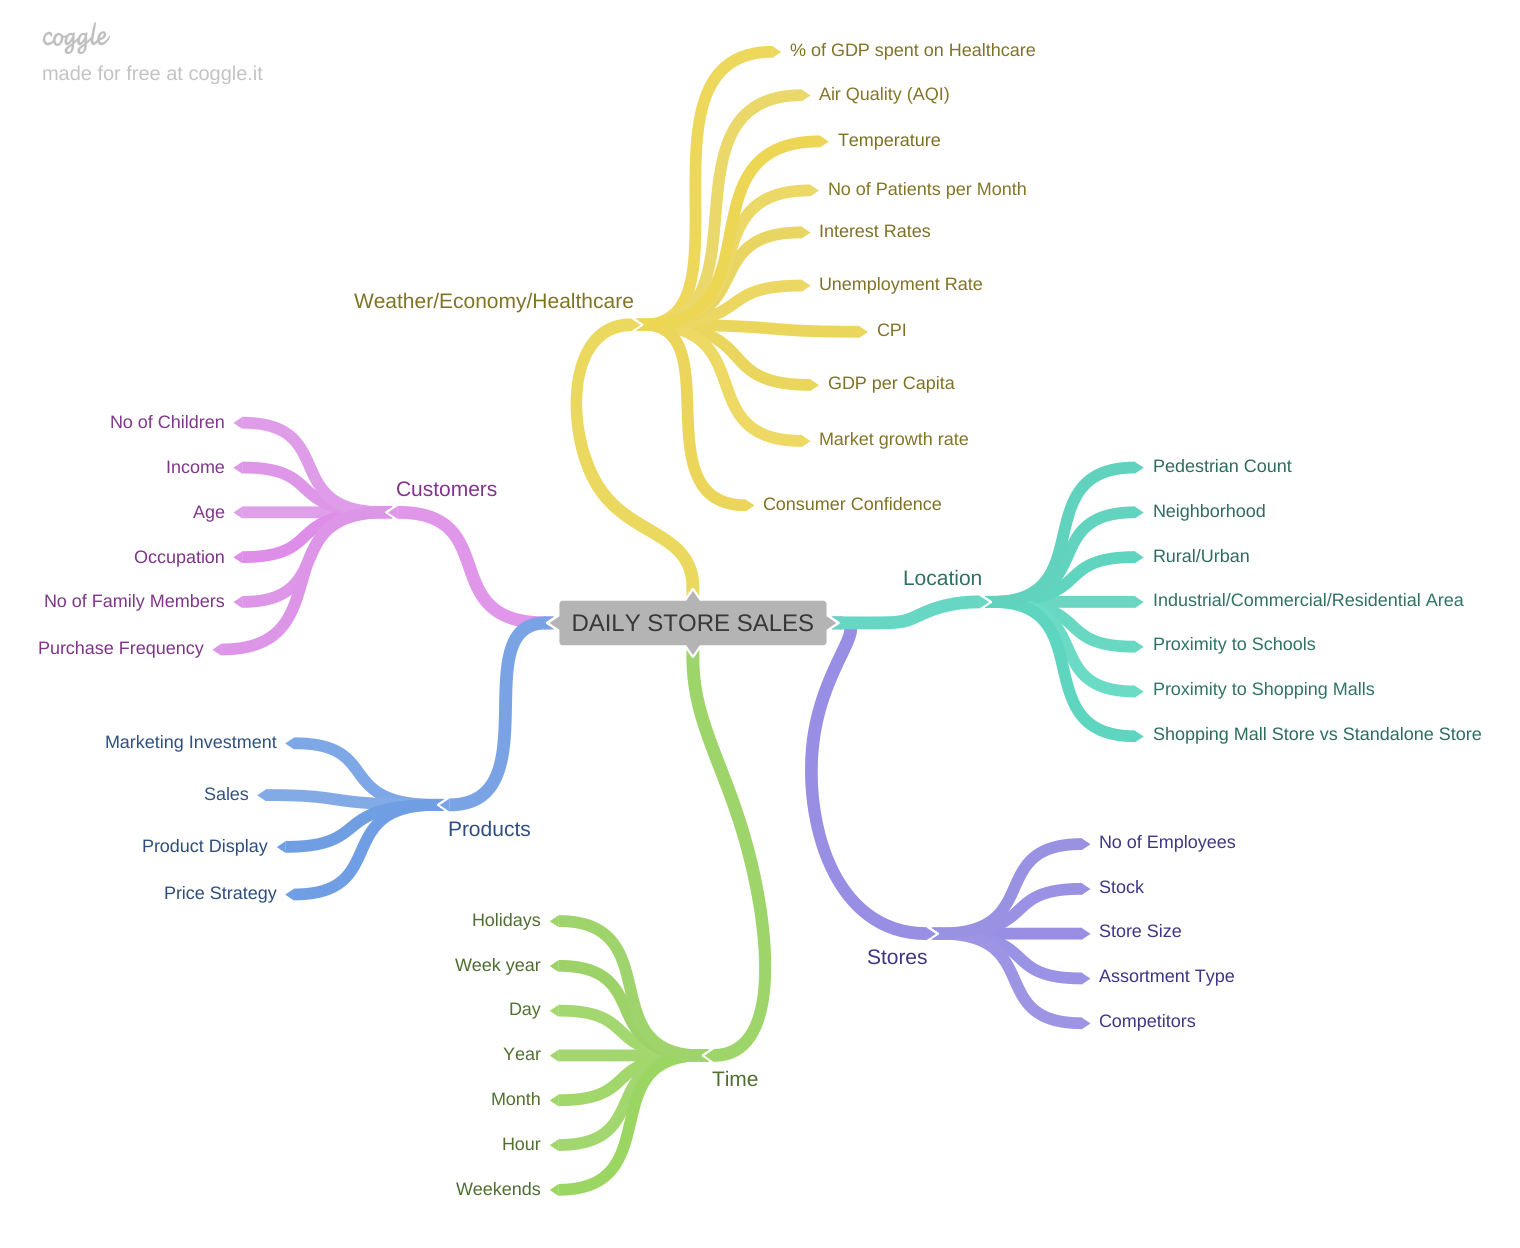 coggle
made for free at coggle.it
% of GDP spent on Healthcare
Air Quality (AQI)
Temperature
No of Patients per Month
Interest Rates
Unemployment Rate
CPI
GDP per Capita
Market growth rate
Consumer Confidence
Weather/Economy/Healthcare
No of Children
Income
Age
Occupation
No of Family Members
Purchase Frequency
Customers
DAILY STORE SALES
Location
Pedestrian Count
Neighborhood
Rural/Urban
Industrial/Commercial/Residential Area
Proximity to Schools
Proximity to Shopping Malls
Shopping Mall Store vs Standalone Store
Marketing Investment
Sales
Product Display
Price Strategy
Products
No of Employees
Stock
Store Size
Assortment Type
Competitors
Stores
Holidays
Week year
Day
Year
Month
Hour
Weekends
Time